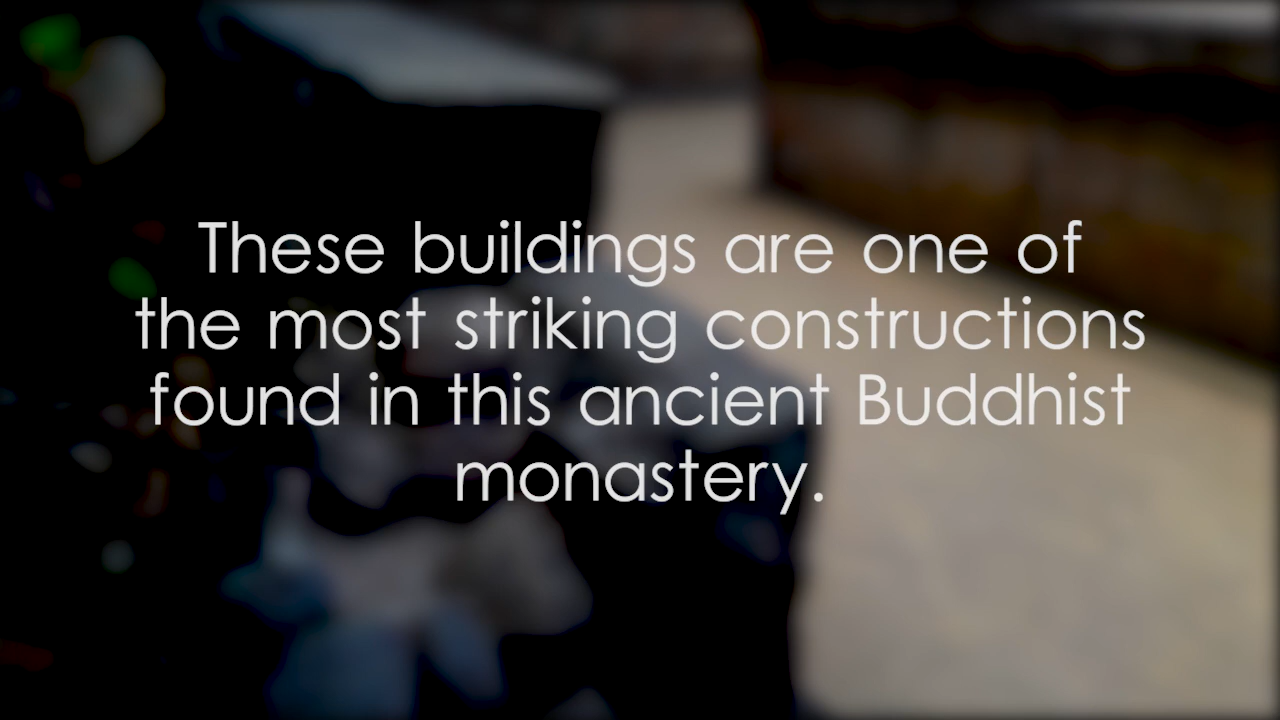 These buildings are one of
the most striking constructions
found in this ancient Buddhist
monastery.